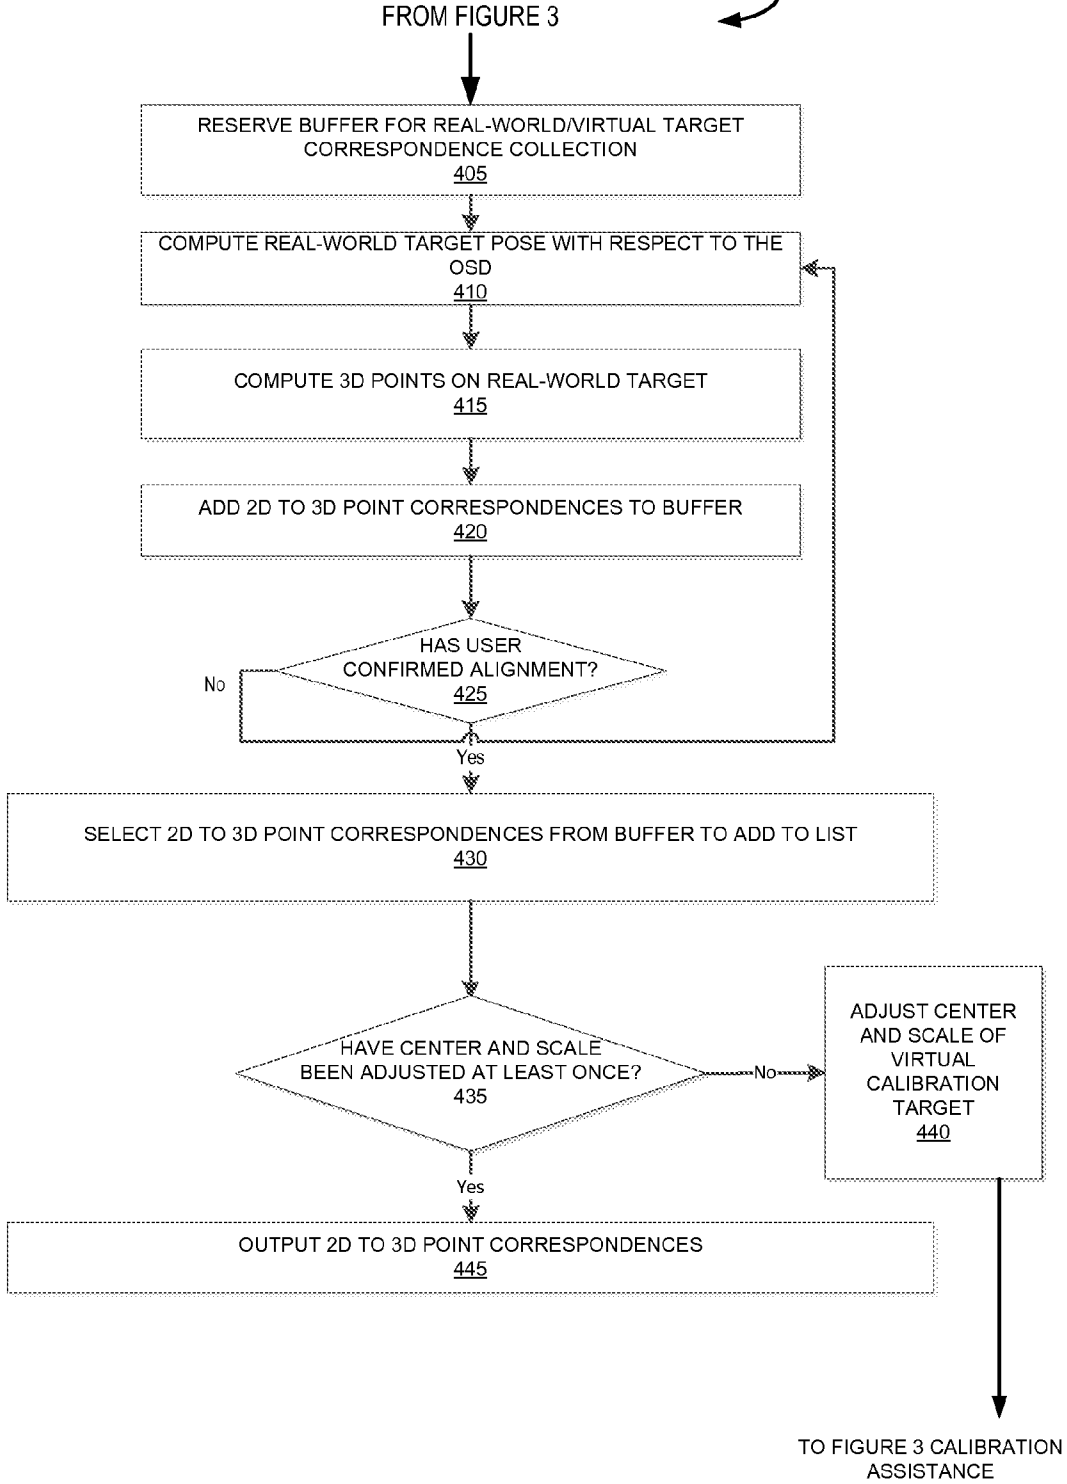 FROM FIGURE 3
RESERVE BUFFER FOR REAL-WORLD/VIRTUAL TARGET
CORRESPONDENCE COLLECTION
405
COMPUTE REAL-WORLD TARGET POSE WITH RESPECT TO THE
OSD
410
COMPUTE 3D POINTS ON REAL-WORLD TARGET
415
ADD 2D TO 3D POINT CORRESPONDENCES TO BUFFER
420
HAS USER
CONFIRMED ALIGNMENT?
425
No
Yes
SELECT 2D TO 3D POINT CORRESPONDENCES FROM BUFFER TO ADD TO LIST
430
HAVE CENTER AND SCALE
BEEN ADJUSTED AT LEAST ONCE?
435
No
ADJUST CENTER
AND SCALE OF
VIRTUAL
CALIBRATION
TARGET
440
Yes
OUTPUT 2D TO 3D POINT CORRESPONDENCES
445
TO FIGURE 3 CALIBRATION
ASSISTANCE